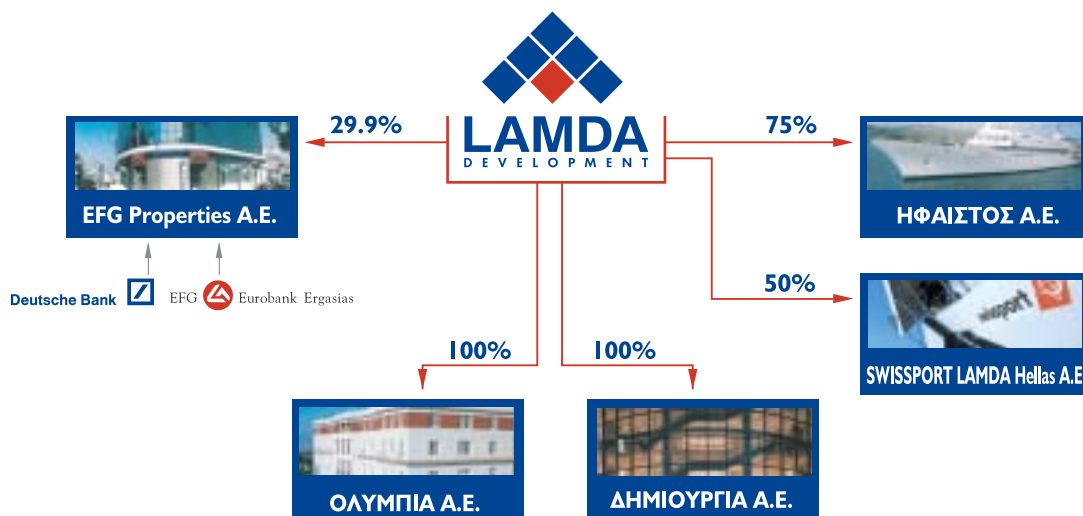 29.9%
LAMDA
DEVELOPMENT
75%
EFG Properties A.E.
ΗΦΑΙΣΤΟΣ Α.Ε.
Deutsche Bank
EFG Eurobank Ergasias
50%
swissport
SWISSPORT LAMDA Hellas A.E
100%
100%
ΟΛΥΜΠΙΑ Α.Ε.
ΔΗΜΙΟΥΡΓΙΑ Α.Ε.